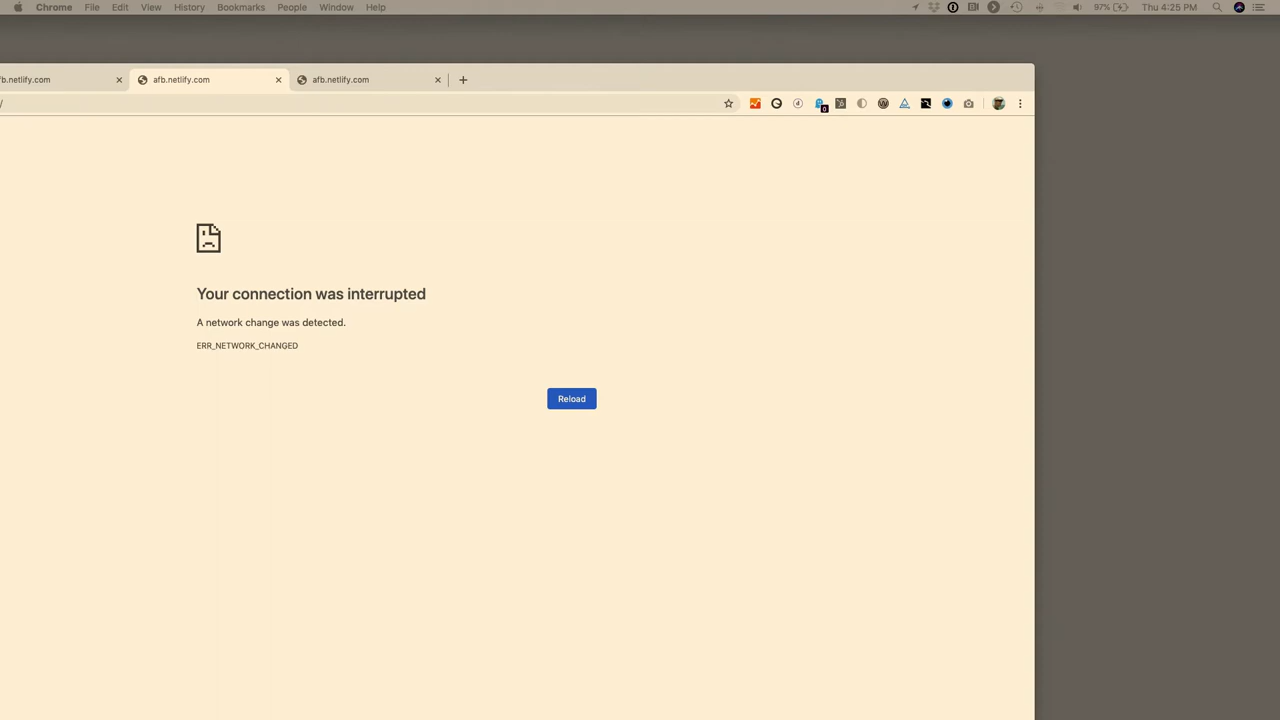 Chrome File Edit View History Bookmarks People Window Help 97% Thu 4:25 PM
fb.netlify.com afb.netlify.com afb.netlify.com
/
Your connection was interrupted
A network change was detected.
ERR_NETWORK_CHANGED
Reload